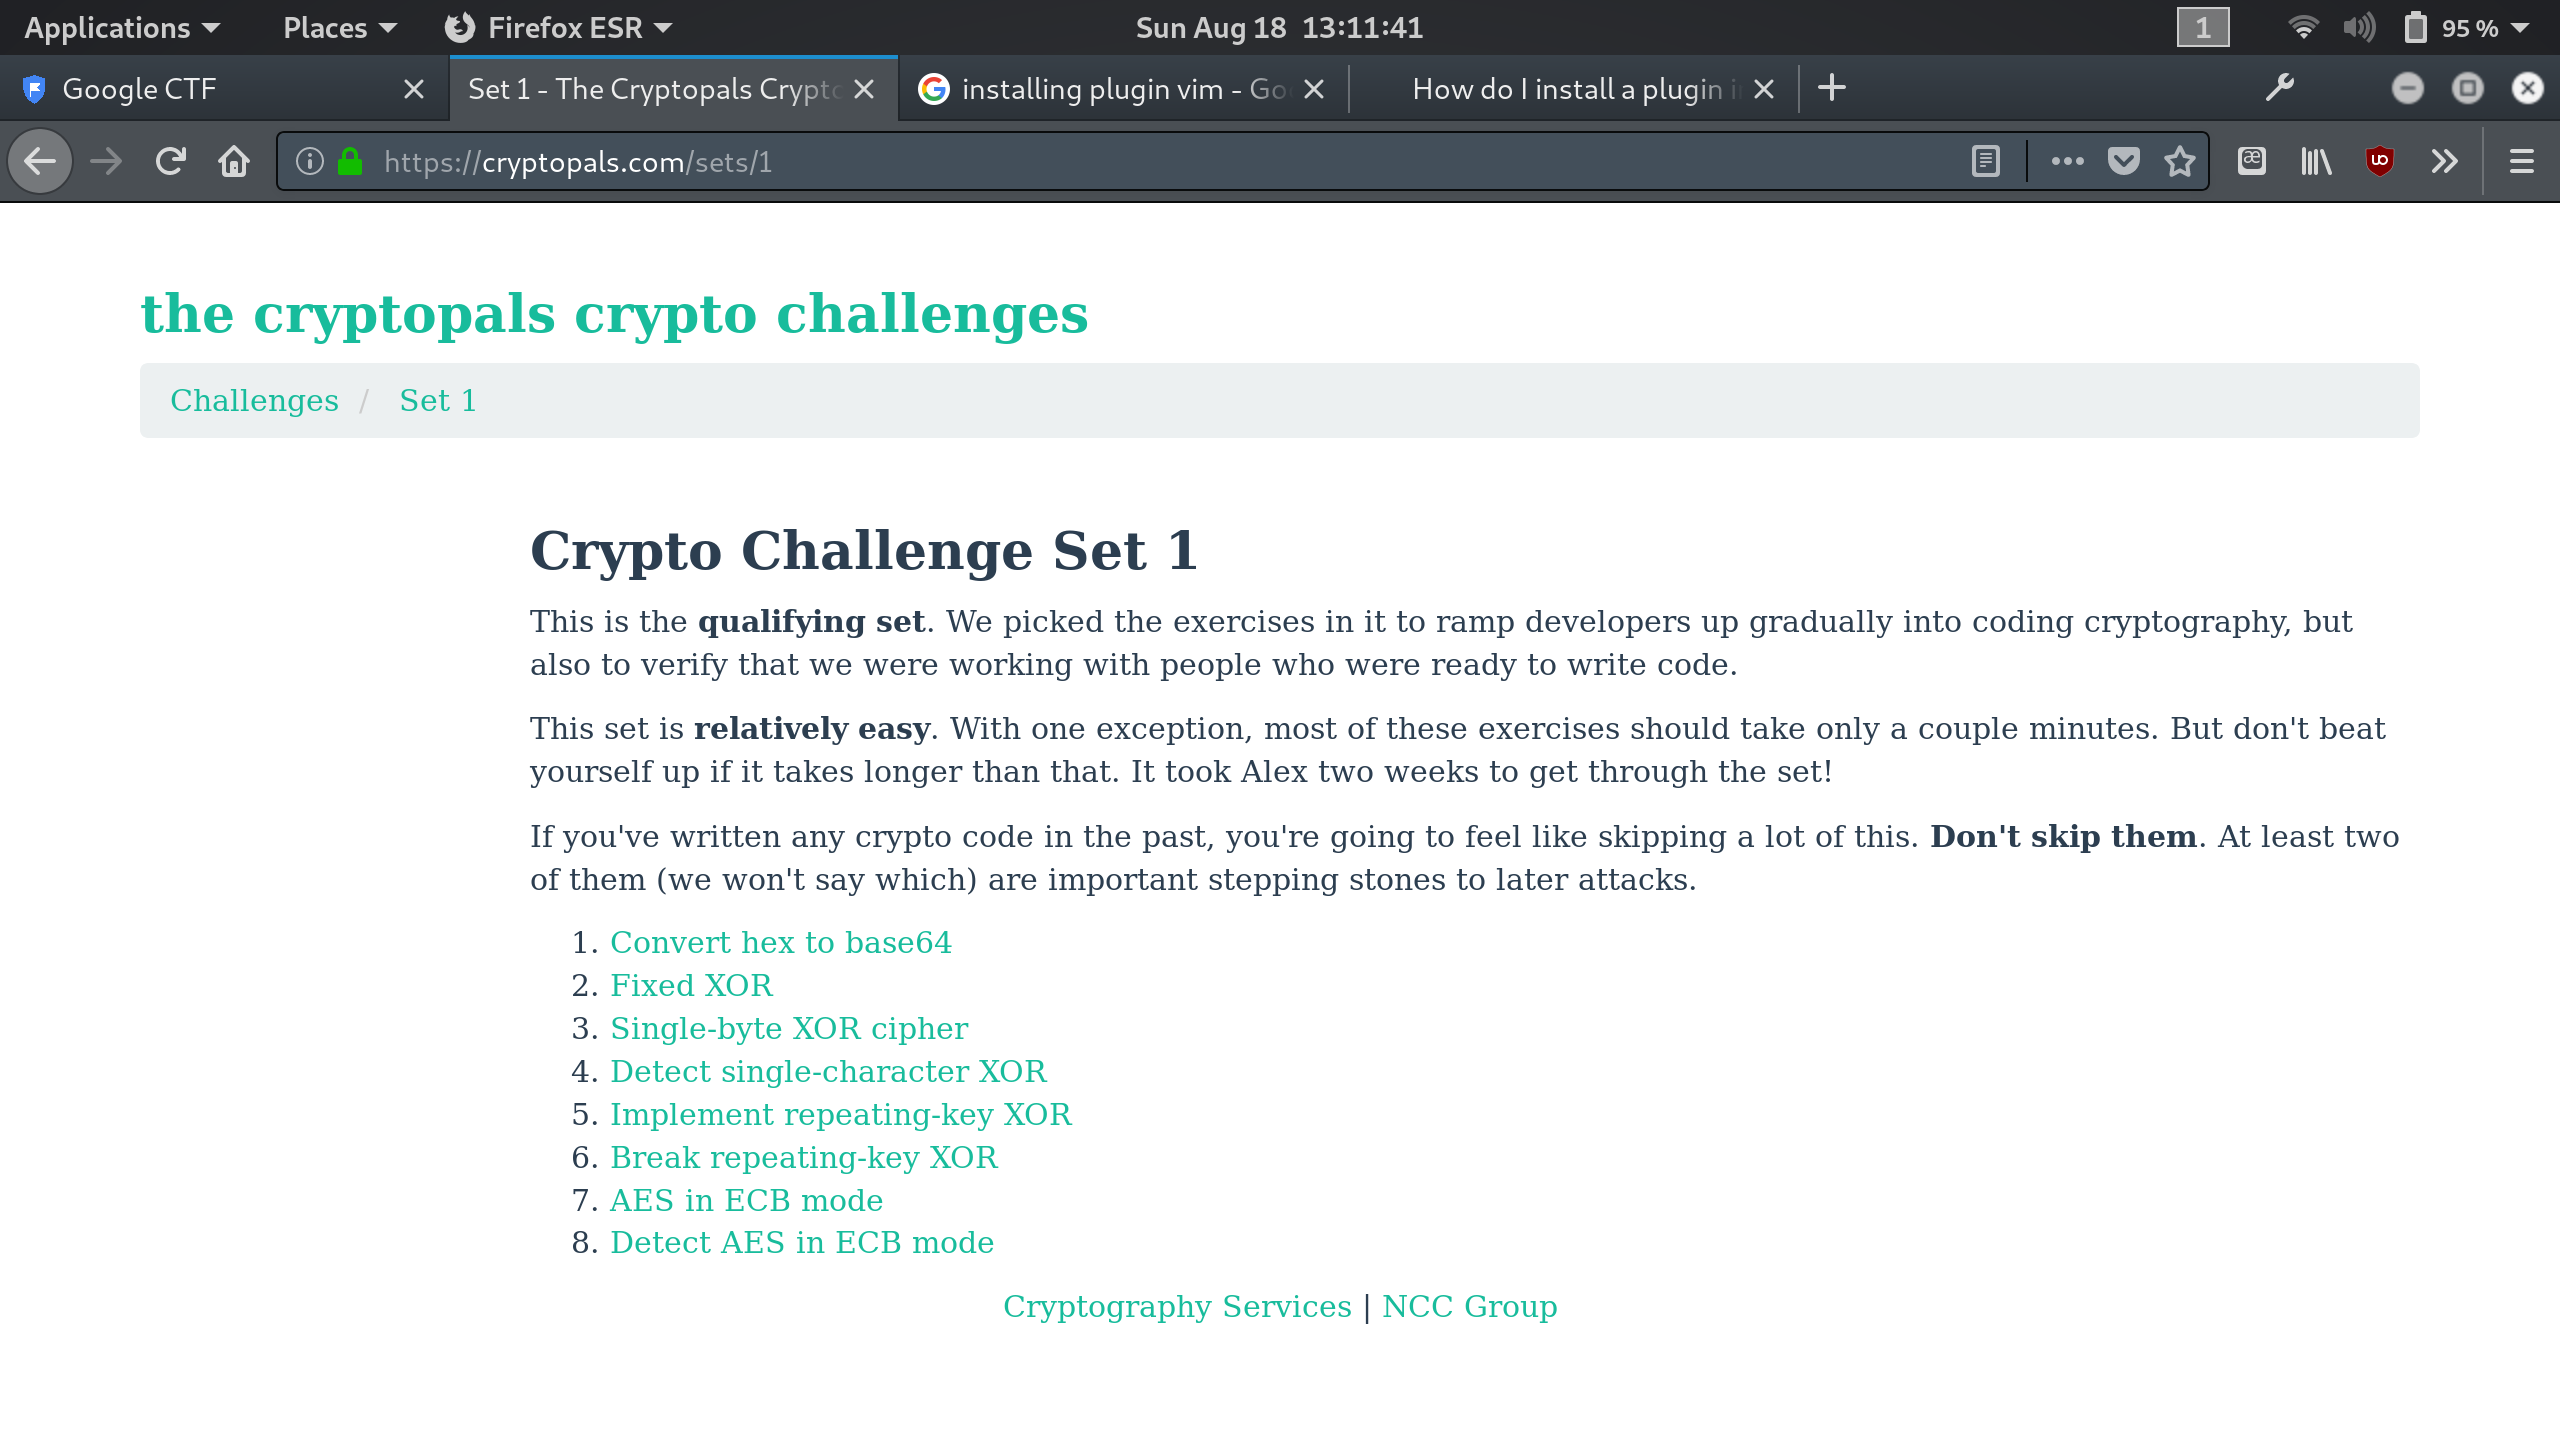 Applications Places Firefox ESR Sun Aug 18 13:11:41 1 95 %
Google CTF Set 1 - The Cryptopals Crypto installing plugin vim - Go How do I install a plugin
https://cryptopals.com/sets/1
the cryptopals crypto challenges
Challenges / Set 1
Crypto Challenge Set 1
This is the qualifying set. We picked the exercises in it to ramp developers up gradually into coding cryptography, but
also to verify that we were working with people who were ready to write code.
This set is relatively easy. With one exception, most of these exercises should take only a couple minutes. But don't beat
yourself up if it takes longer than that. It took Alex two weeks to get through the set!
If you've written any crypto code in the past, you're going to feel like skipping a lot of this. Don't skip them. At least two
of them (we won't say which) are important stepping stones to later attacks.
1. Convert hex to base64
2. Fixed XOR
3. Single-byte XOR cipher
4. Detect single-character XOR
5. Implement repeating-key XOR
6. Break repeating-key XOR
7. AES in ECB mode
8. Detect AES in ECB mode
Cryptography Services | NCC Group